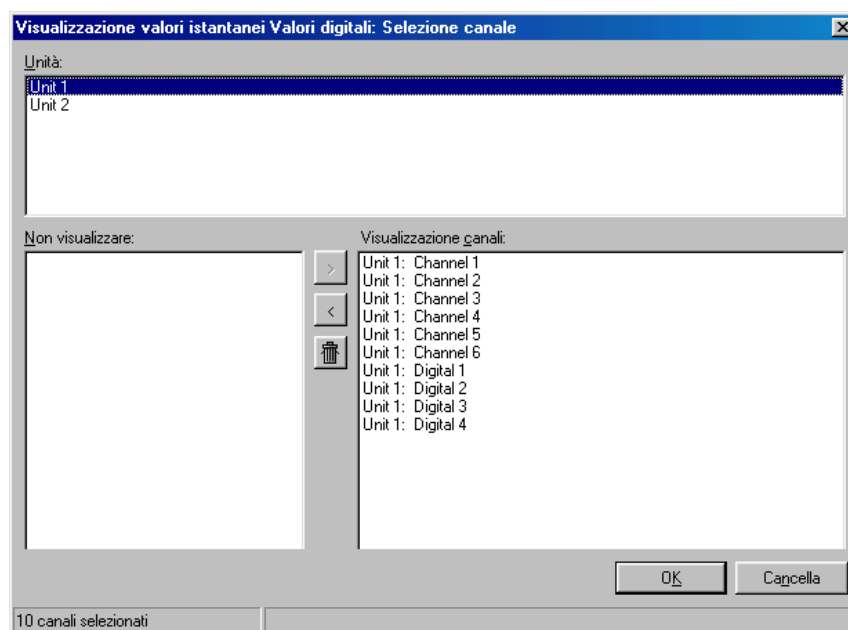 Visualizzazione valori istantanei Valori digitali: Selezione canale
Unità:
Unit 1
Unit 2
Non visualizzare:
Visualizzazione canali:
>
<
Unit 1: Channel 1
Unit 1: Channel 2
Unit 1: Channel 3
Unit 1: Channel 4
Unit 1: Channel 5
Unit 1: Channel 6
Unit 1: Digital 1
Unit 1: Digital 2
Unit 1: Digital 3
Unit 1: Digital 4
OK
Cancella
10 canali selezionati